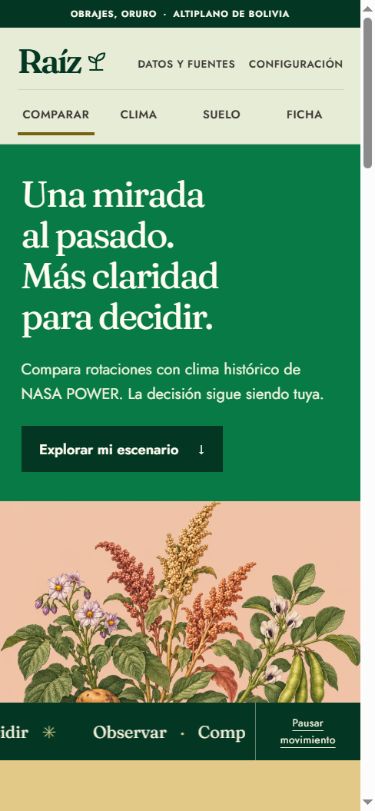 OBRAJES, ORURO · ALTIPLANO DE BOLIVIA
Raíz
DATOS Y FUENTES CONFIGURACIÓN
COMPARAR CLIMA SUELO FICHA
Una mirada
al pasado.
Más claridad
para decidir.
Compara rotaciones con clima histórico de
NASA POWER. La decisión sigue siendo tuya.
Explorar mi escenario ↓
idir ✳ Observar · Comp
Pausar
movimiento